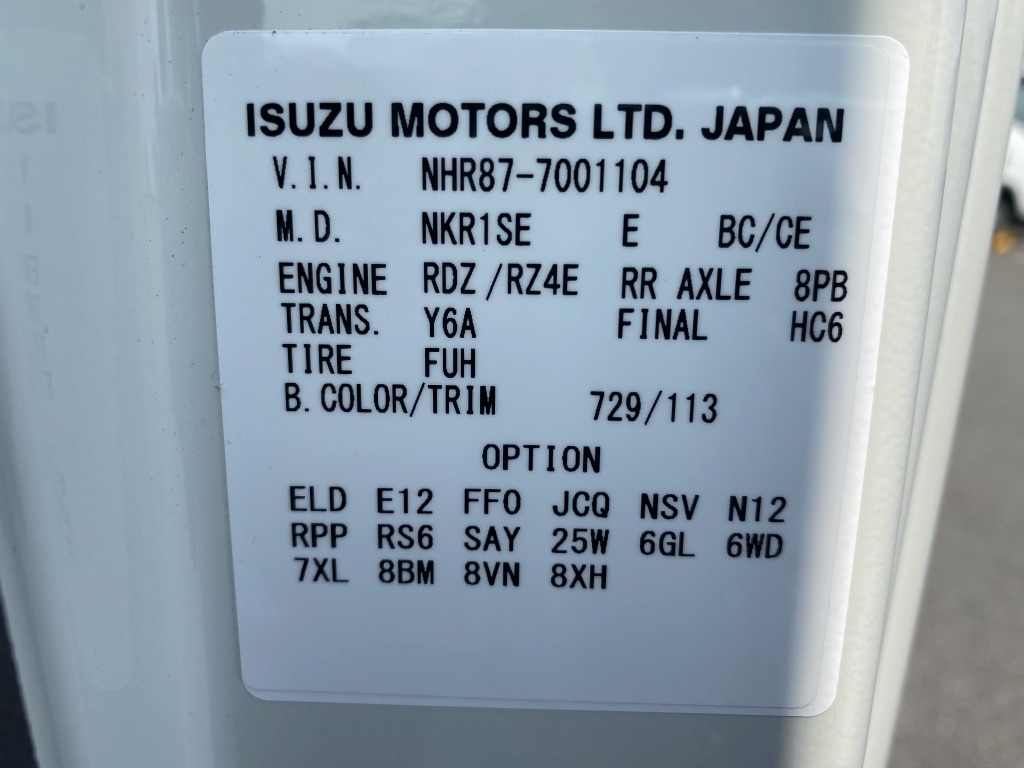 ISUZU MOTORS LTD. JAPAN
V.I.N. NHR87-7001104
M.D. NKR1SE E BC/CE
ENGINE RDZ/RZ4E RR AXLE 8PB
TRANS. Y6A FINAL HC6
TIRE FUH
B.COLOR/TRIM 729/113
OPTION
ELD E12 FF0 JCQ NSV N12
RPP RS6 SAY 25W 6GL 6WD
7XL 8BM 8VN 8XH